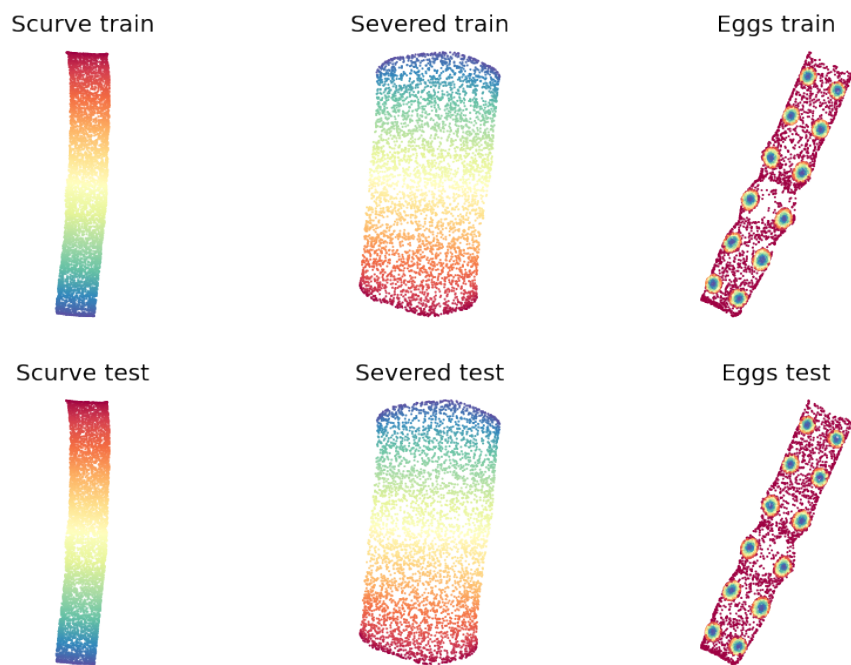 Scurve train
Severed train
Eggs train
Scurve test
Severed test
Eggs test